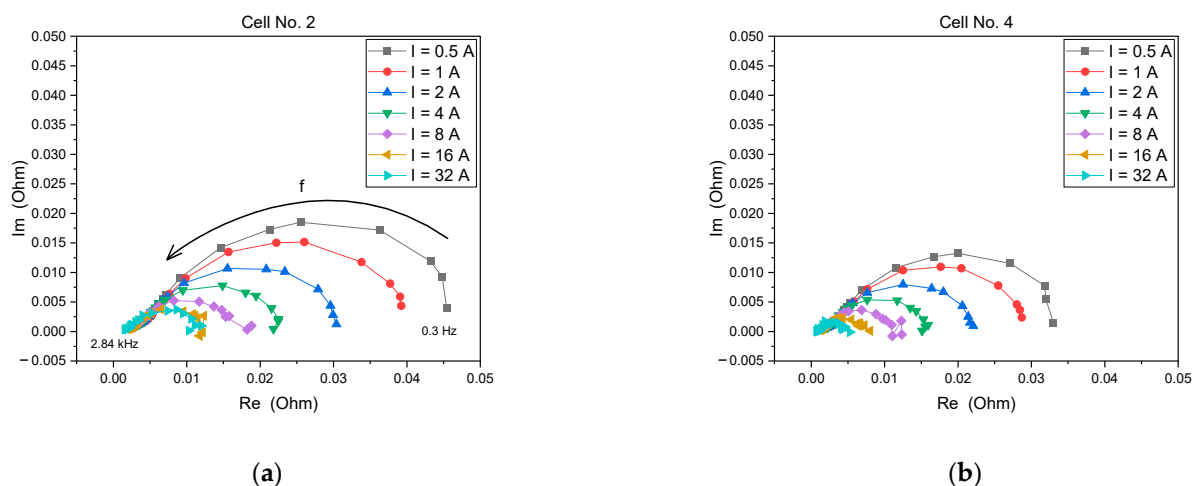 Cell No. 2
0.050
0.045
0.040
0.035
0.030
0.025
0.020
0.015
0.010
0.005
0.000
−0.005
Im (Ohm)
I = 0.5 A
I = 1 A
I = 2 A
I = 4 A
I = 8 A
I = 16 A
I = 32 A
f
2.84 kHz
0.3 Hz
0.00 0.01 0.02 0.03 0.04 0.05
Re (Ohm)
(a)
Cell No. 4
0.050
0.045
0.040
0.035
0.030
0.025
0.020
0.015
0.010
0.005
0.000
−0.005
Im (Ohm)
I = 0.5 A
I = 1 A
I = 2 A
I = 4 A
I = 8 A
I = 16 A
I = 32 A
0.00 0.01 0.02 0.03 0.04 0.05
Re (Ohm)
(b)